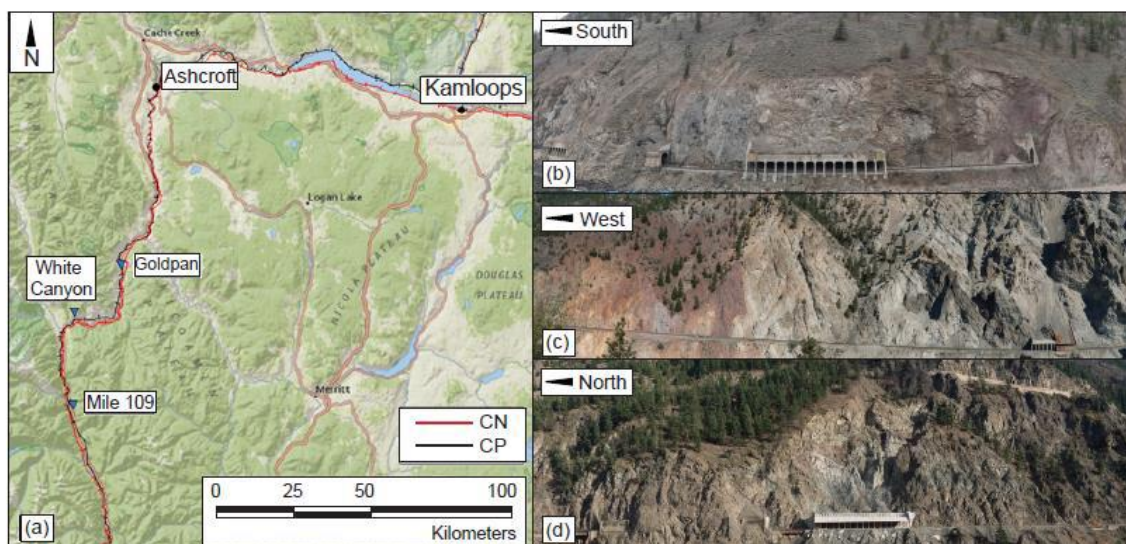 N
Cache Creek
Ashcroft
Kamloops
Logan Lake
NICOLA PLATEAU
DOUGLAS
PLATEAU
White
Canyon
Goldpan
Mile 109
Merritt
CN
CP
0 25 50 100
Kilometers
(a)
South
(b)
West
(c)
North
(d)